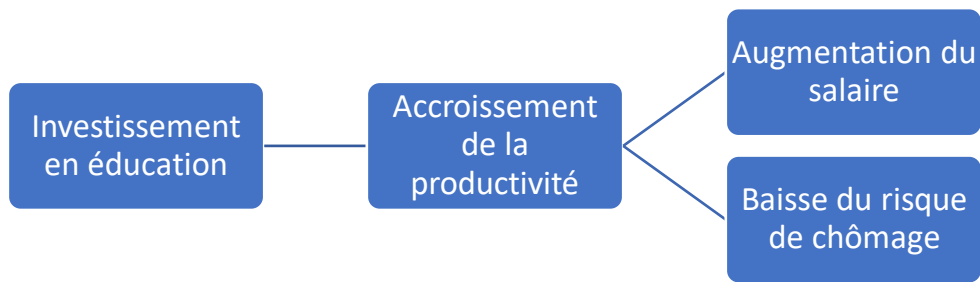 Investissement
en éducation
Accroissement
de la
productivité
Augmentation du
salaire
Baisse du risque
de chômage